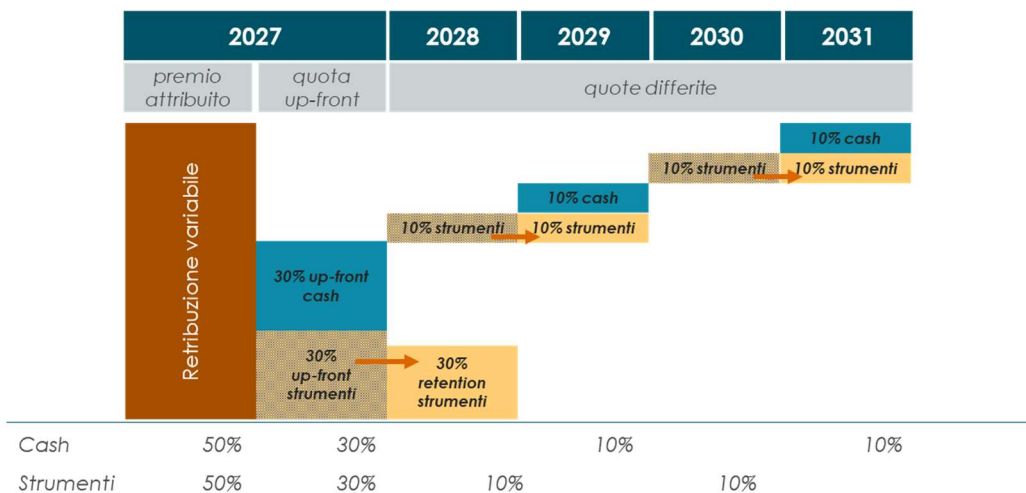 2027 2028 2029 2030 2031
premio attribuito
quota up-front
quote differite
Retribuzione variabile
10% cash
10% strumenti
10% strumenti
10% cash
10% strumenti
10% strumenti
30% up-front
cash
30%
up-front
strumenti
30%
retention
strumenti
Cash 50% 30% 10% 10%
Strumenti 50% 30% 10% 10%